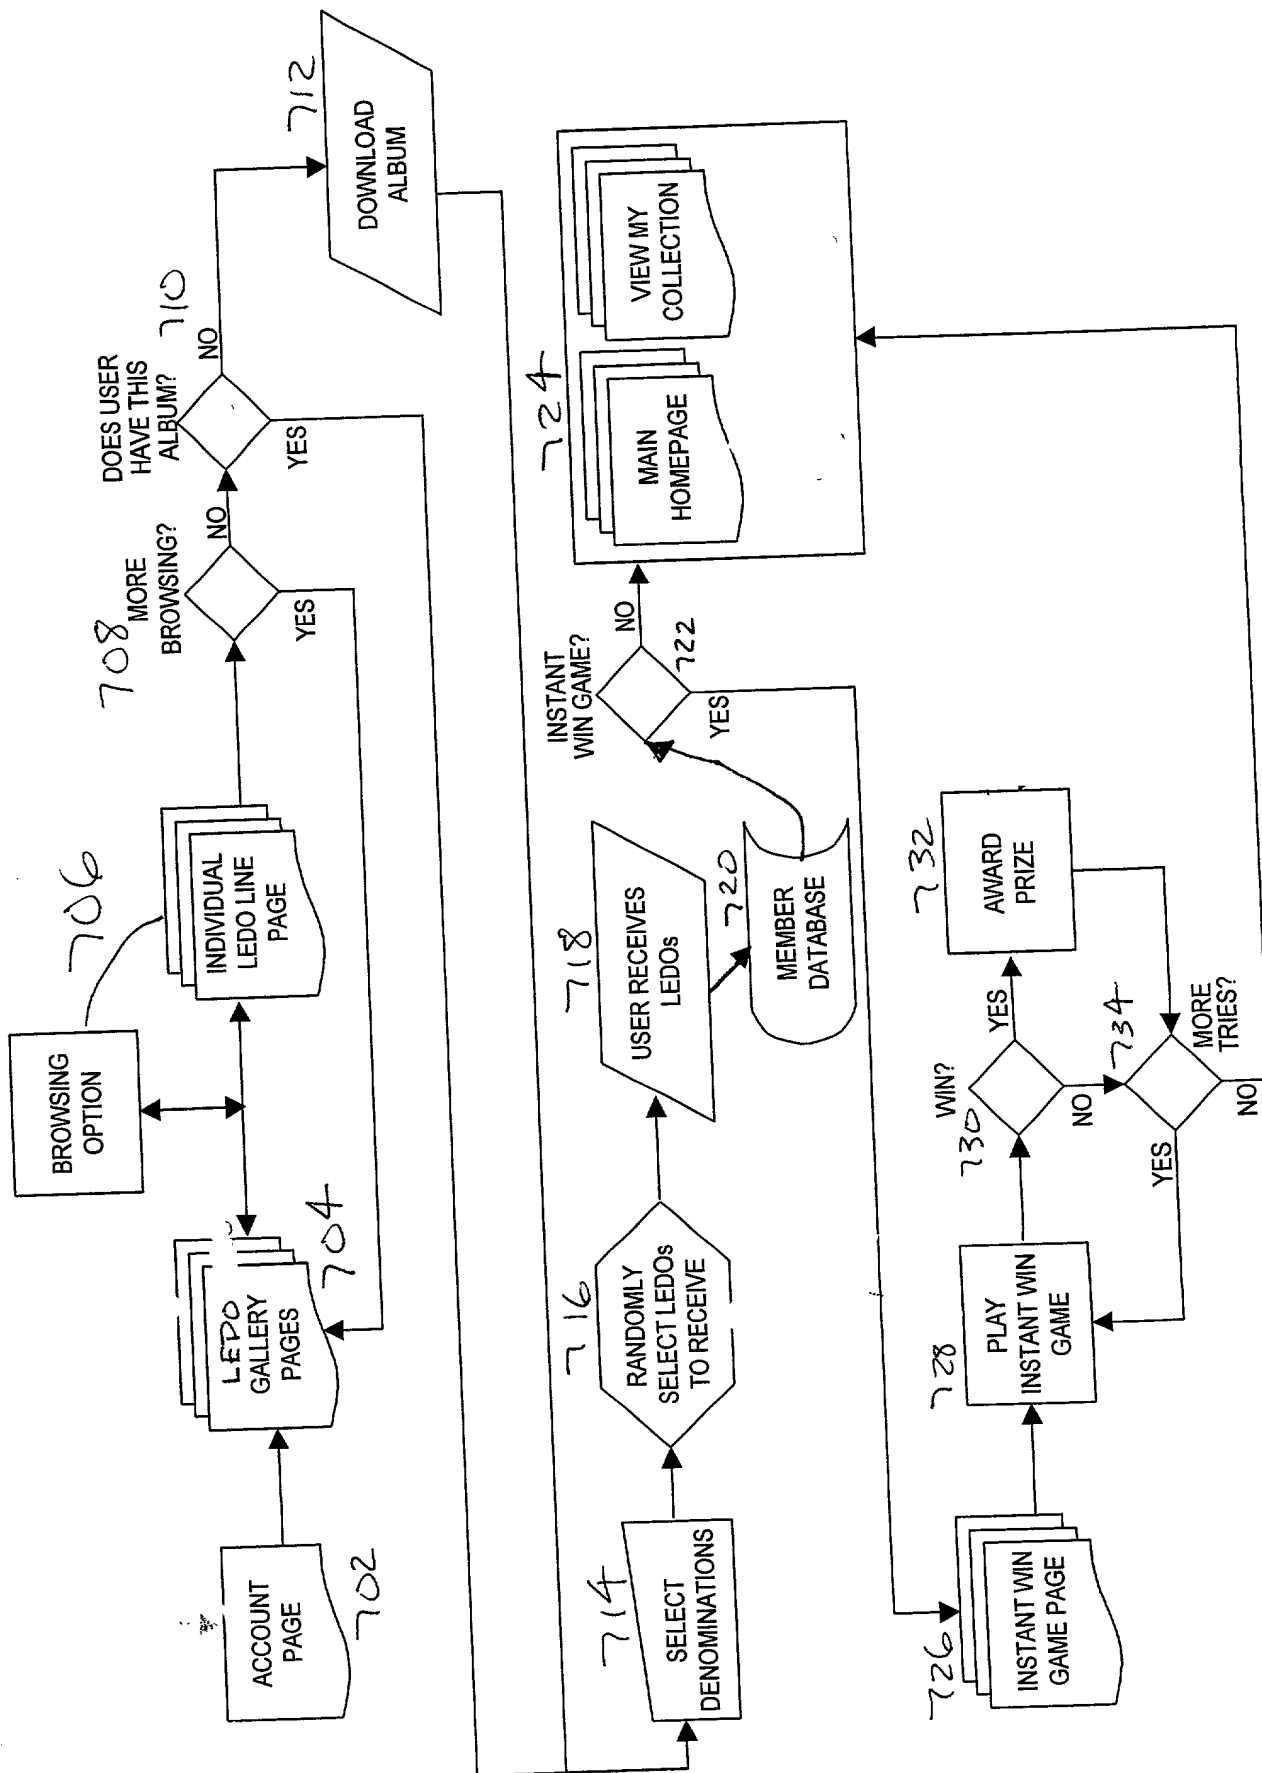 ACCOUNT
PAGE
702
LEDO
GALLERY
PAGES
704
BROWSING
OPTION
706
INDIVIDUAL
LEDO LINE
PAGE
708
MORE
BROWSING?
NO
YES
DOES USER
HAVE THIS
ALBUM?
710
NO
YES
712
DOWNLOAD
ALBUM
714
SELECT
DENOMINATIONS
716
RANDOMLY
SELECT LEDOs
TO RECEIVE
718
USER RECEIVES
LEDOs
720
MEMBER
DATABASE
INSTANT
WIN GAME?
722
NO
YES
724
MAIN
HOMEPAGE
VIEW MY
COLLECTION
726
INSTANT WIN
GAME PAGE
728
PLAY
INSTANT WIN
GAME
WIN?
730
YES
NO
732
AWARD
PRIZE
734
MORE
TRIES?
YES
NO